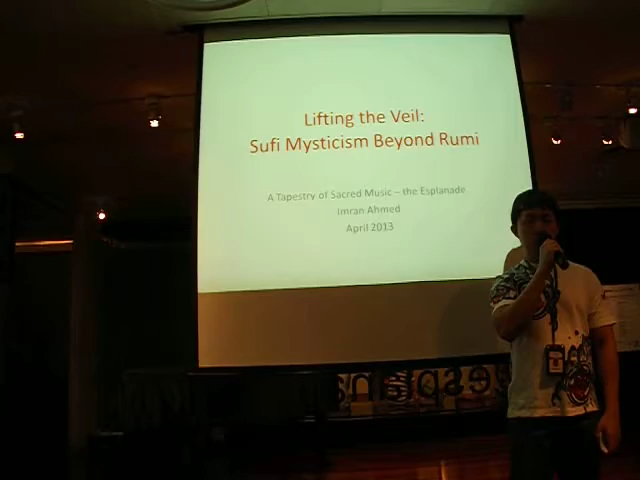 Lifting the Veil:
Sufi Mysticism Beyond Rumi
A Tapestry of Sacred Music – the Esplanade
Imran Ahmed
April 2013